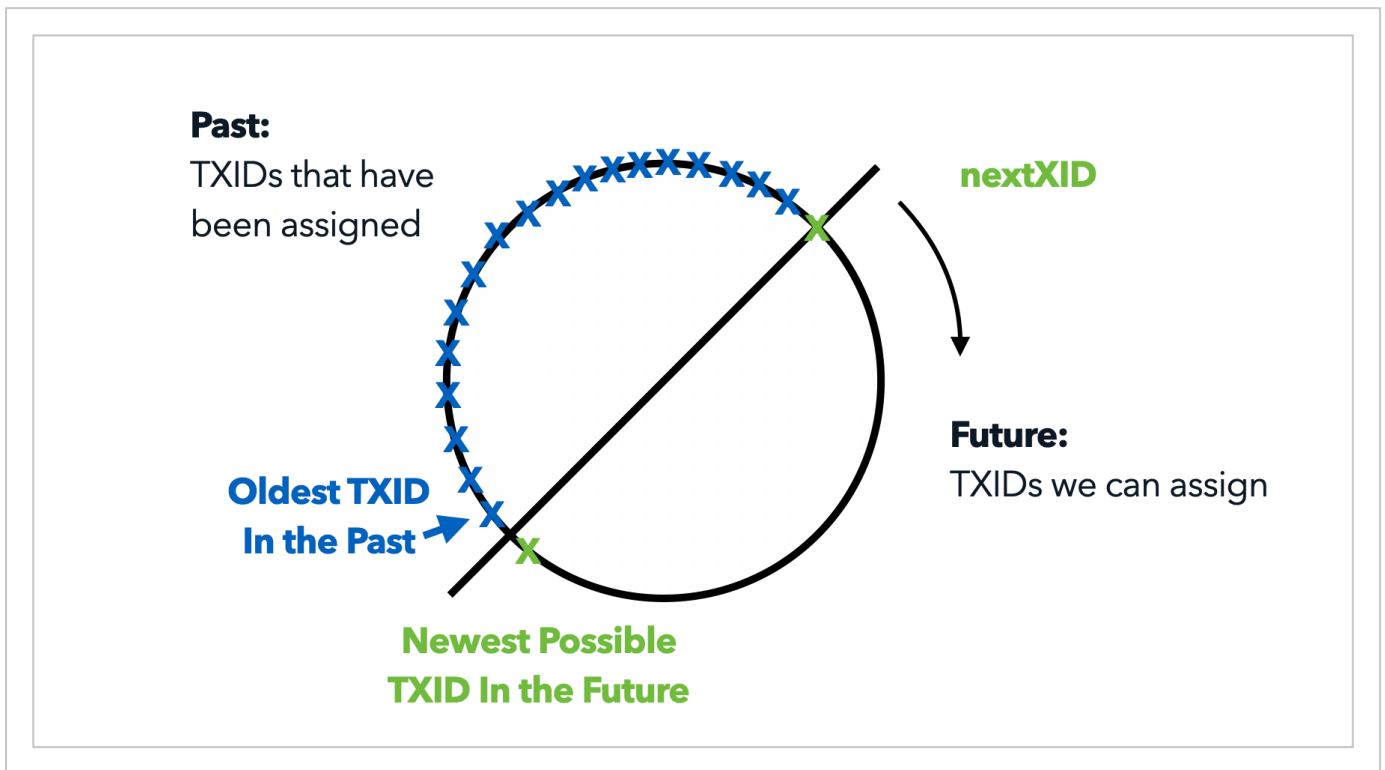 Past:
TXIDs that have
been assigned
nextXID
Future:
TXIDs we can assign
Oldest TXID
In the Past
Newest Possible
TXID In the Future